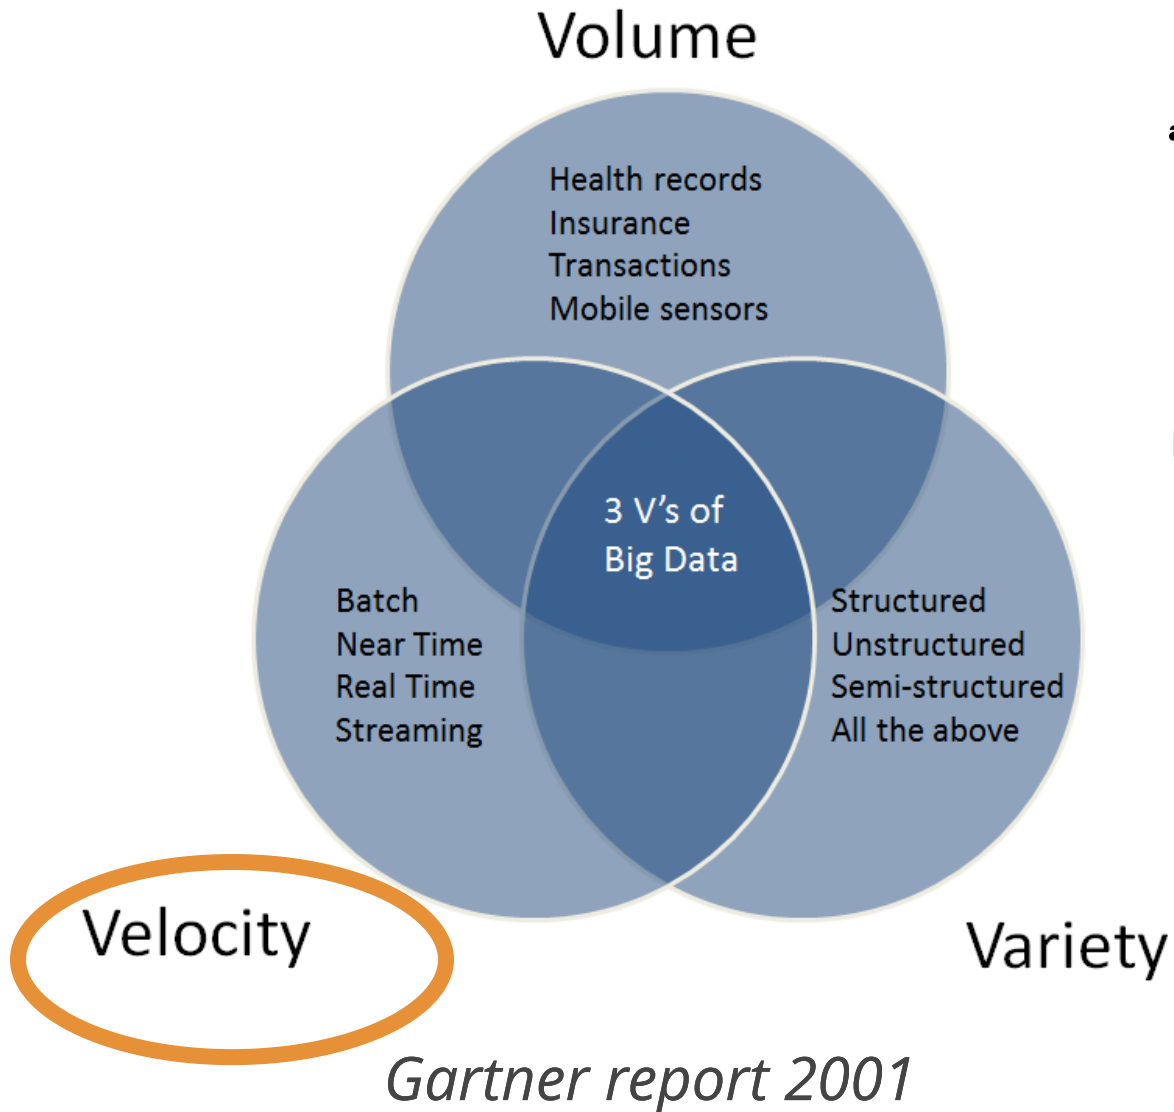 Volume
Health records
Insurance
Transactions
Mobile sensors
3 V’s of
Big Data
Batch
Near Time
Real Time
Streaming
Structured
Unstructured
Semi-structured
All the above
Velocity
Variety
Gartner report 2001